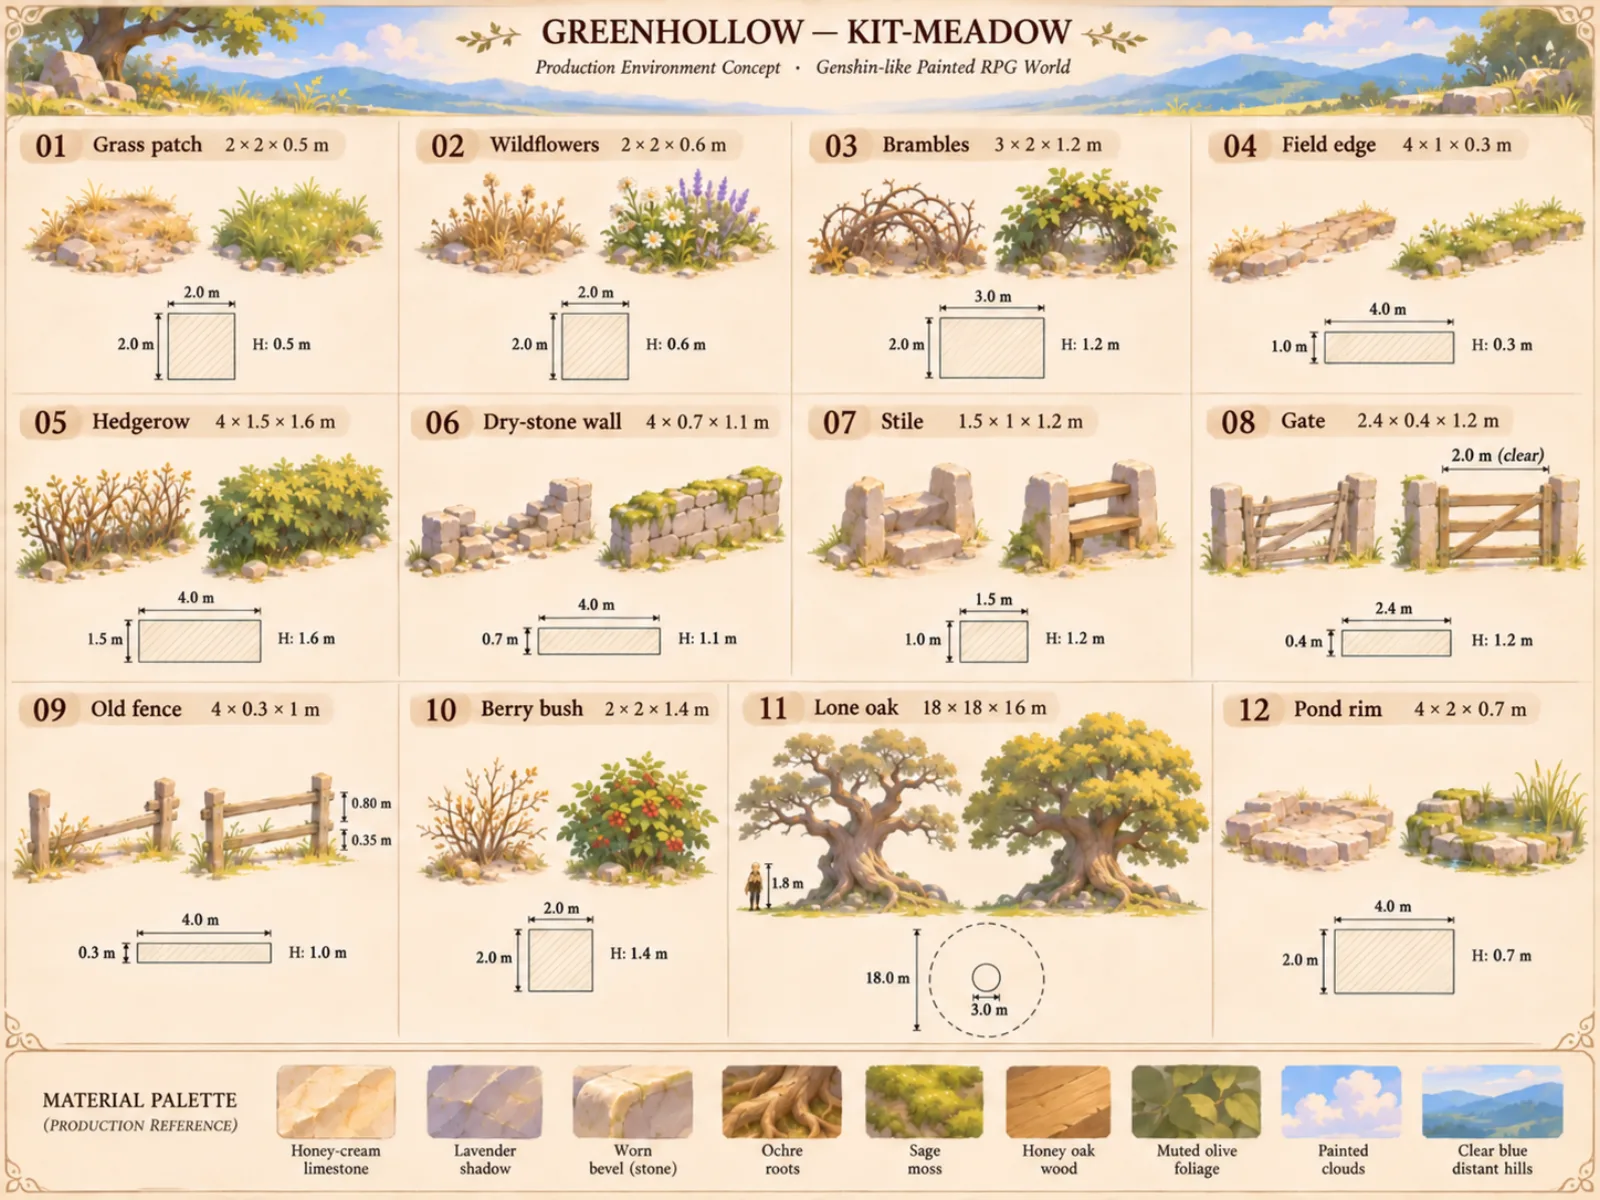 GREENHOLLOW — KIT-MEADOW
Production Environment Concept · Genshin-like Painted RPG World
01 Grass patch 2 × 2 × 0.5 m
2.0 m
2.0 m
H: 0.5 m
02 Wildflowers 2 × 2 × 0.6 m
2.0 m
2.0 m
H: 0.6 m
03 Brambles 3 × 2 × 1.2 m
3.0 m
2.0 m
H: 1.2 m
04 Field edge 4 × 1 × 0.3 m
4.0 m
1.0 m
H: 0.3 m
05 Hedgerow 4 × 1.5 × 1.6 m
4.0 m
1.5 m
H: 1.6 m
06 Dry-stone wall 4 × 0.7 × 1.1 m
4.0 m
0.7 m
H: 1.1 m
07 Stile 1.5 × 1 × 1.2 m
1.5 m
1.0 m
H: 1.2 m
08 Gate 2.4 × 0.4 × 1.2 m
2.0 m (clear)
2.4 m
0.4 m
H: 1.2 m
09 Old fence 4 × 0.3 × 1 m
0.80 m
0.35 m
4.0 m
0.3 m
H: 1.0 m
10 Berry bush 2 × 2 × 1.4 m
2.0 m
2.0 m
H: 1.4 m
11 Lone oak 18 × 18 × 16 m
1.8 m
18.0 m
3.0 m
12 Pond rim 4 × 2 × 0.7 m
4.0 m
2.0 m
H: 0.7 m
MATERIAL PALETTE
(PRODUCTION REFERENCE)
Honey-cream
limestone
Lavender
shadow
Worn
bevel (stone)
Ochre
roots
Sage
moss
Honey oak
wood
Muted olive
foliage
Painted
clouds
Clear blue
distant hills